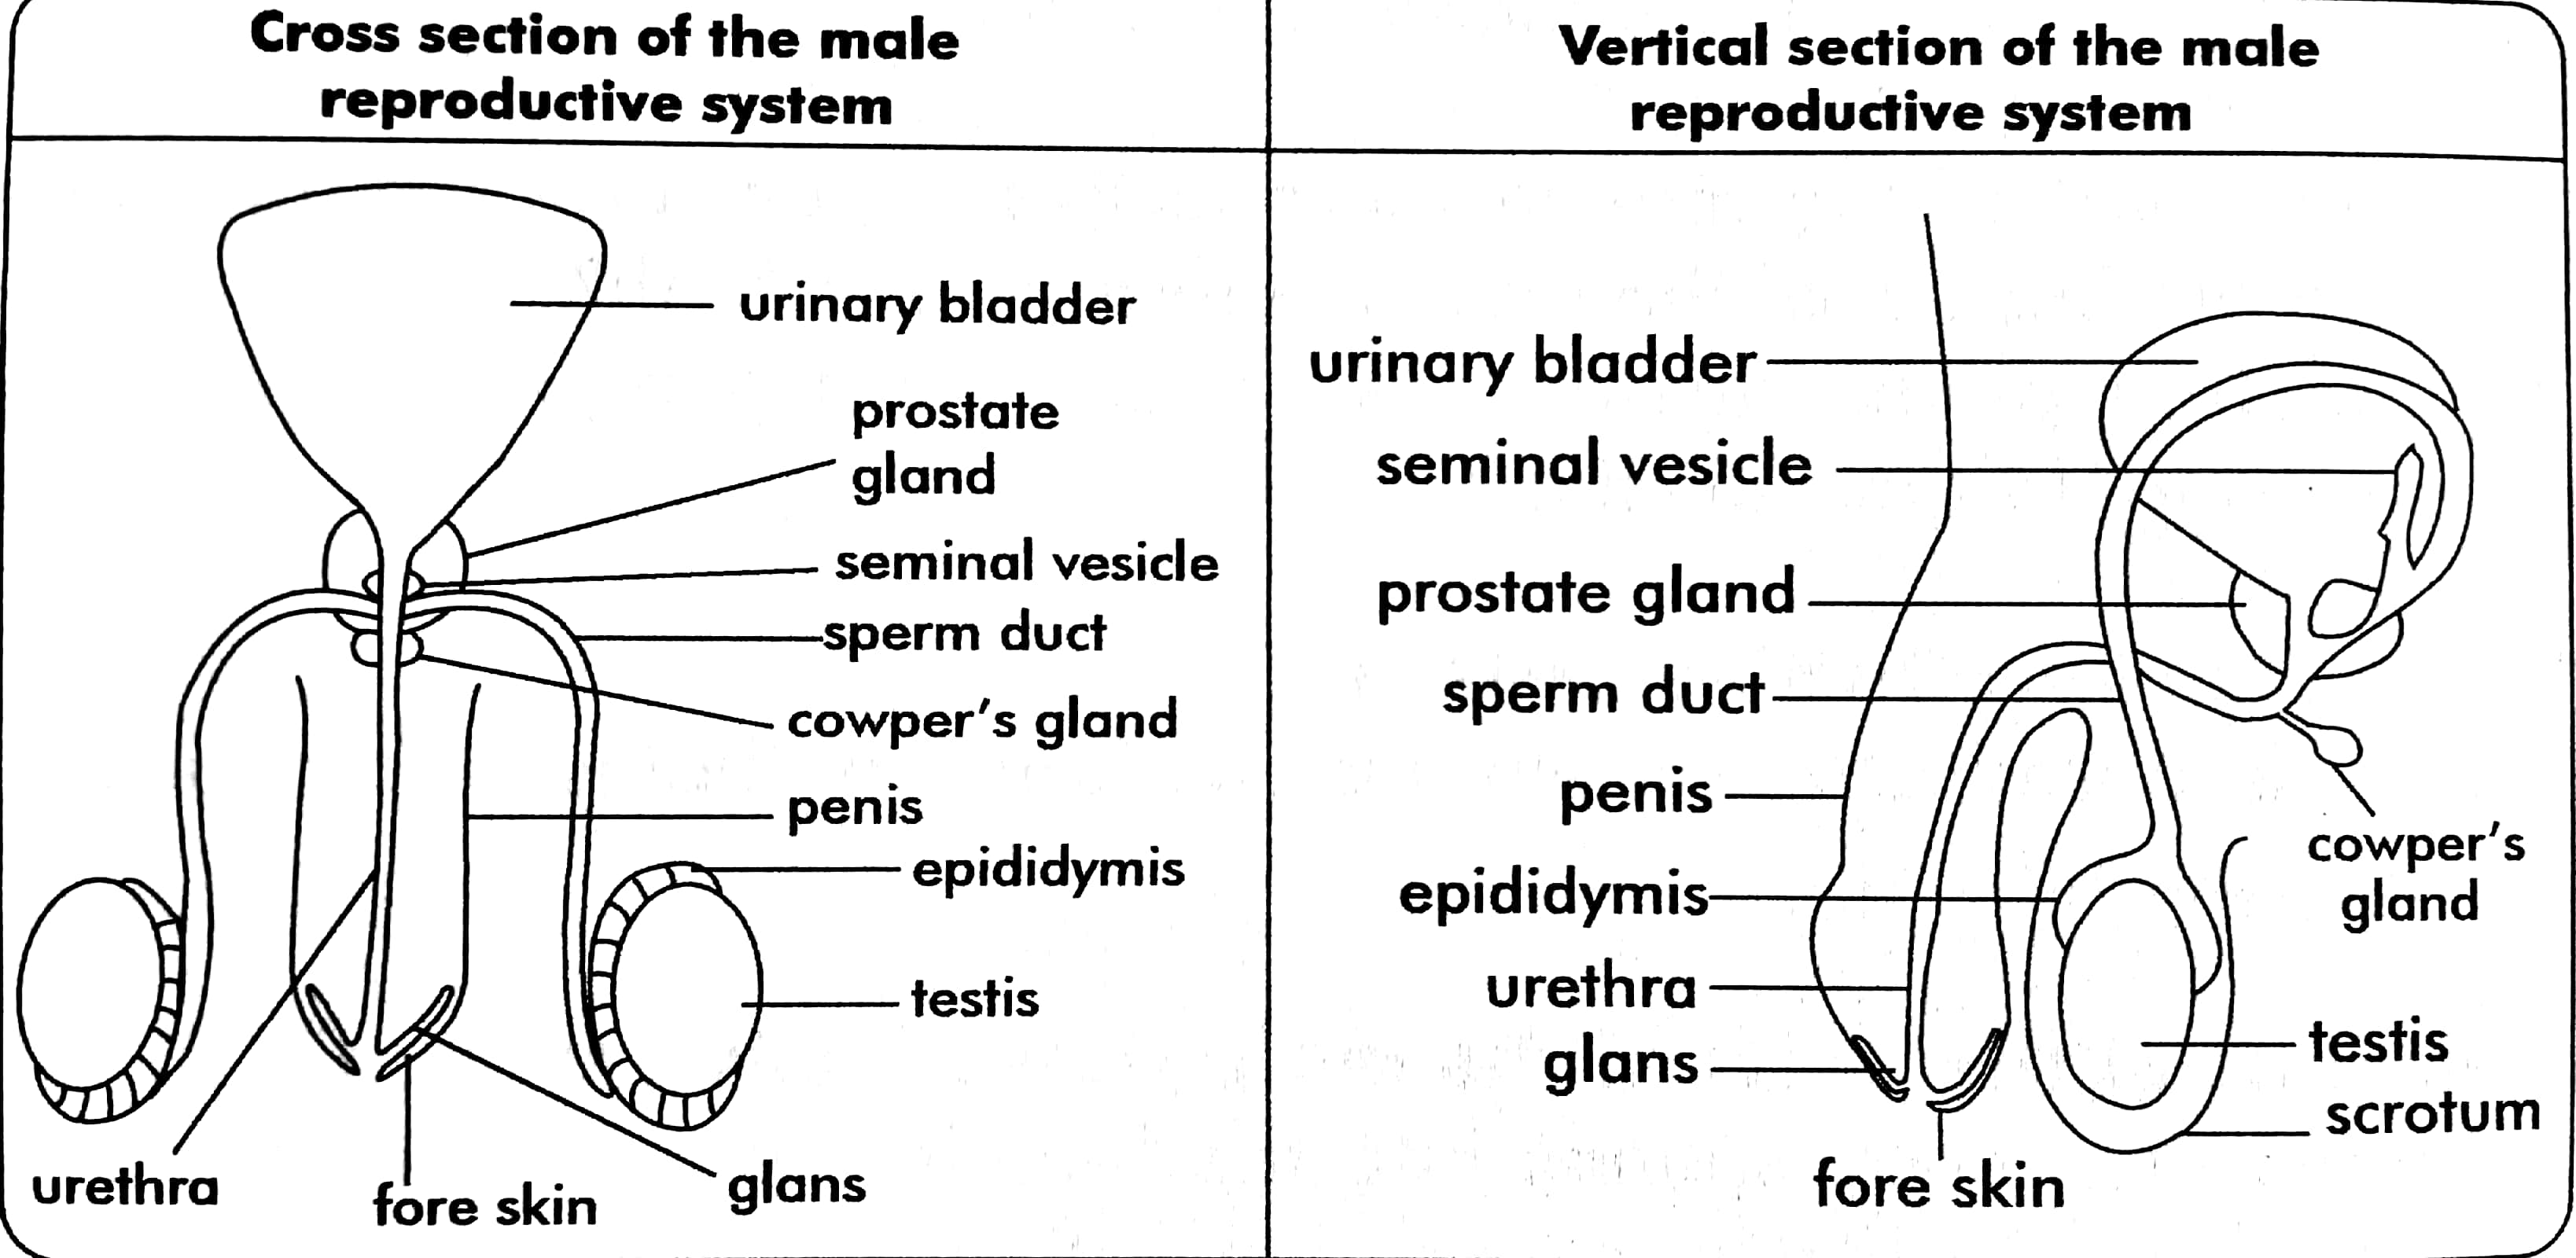 Cross section of the male
reproductive system
urinary bladder
prostate
gland
seminal vesicle
sperm duct
cowper's gland
penis
epididymis
testis
urethra
fore skin
glans
Vertical section of the male
reproductive system
urinary bladder
seminal vesicle
prostate gland
sperm duct
penis
cowper's
gland
epididymis
urethra
testis
glans
scrotum
fore skin